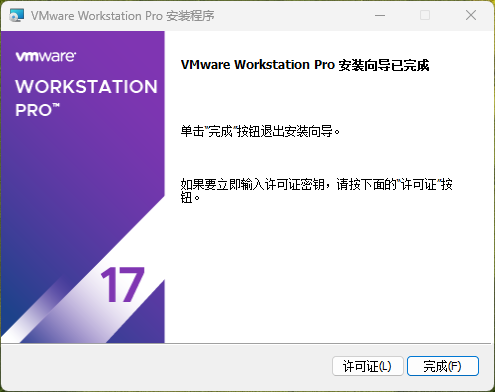 VMware Workstation Pro 安装程序
vmware®
WORKSTATION
PRO™
17
VMware Workstation Pro 安装向导已完成
单击"完成"按钮退出安装向导。
如果要立即输入许可证密钥，请按下面的"许可证"按
钮。
许可证(L)
完成(F)